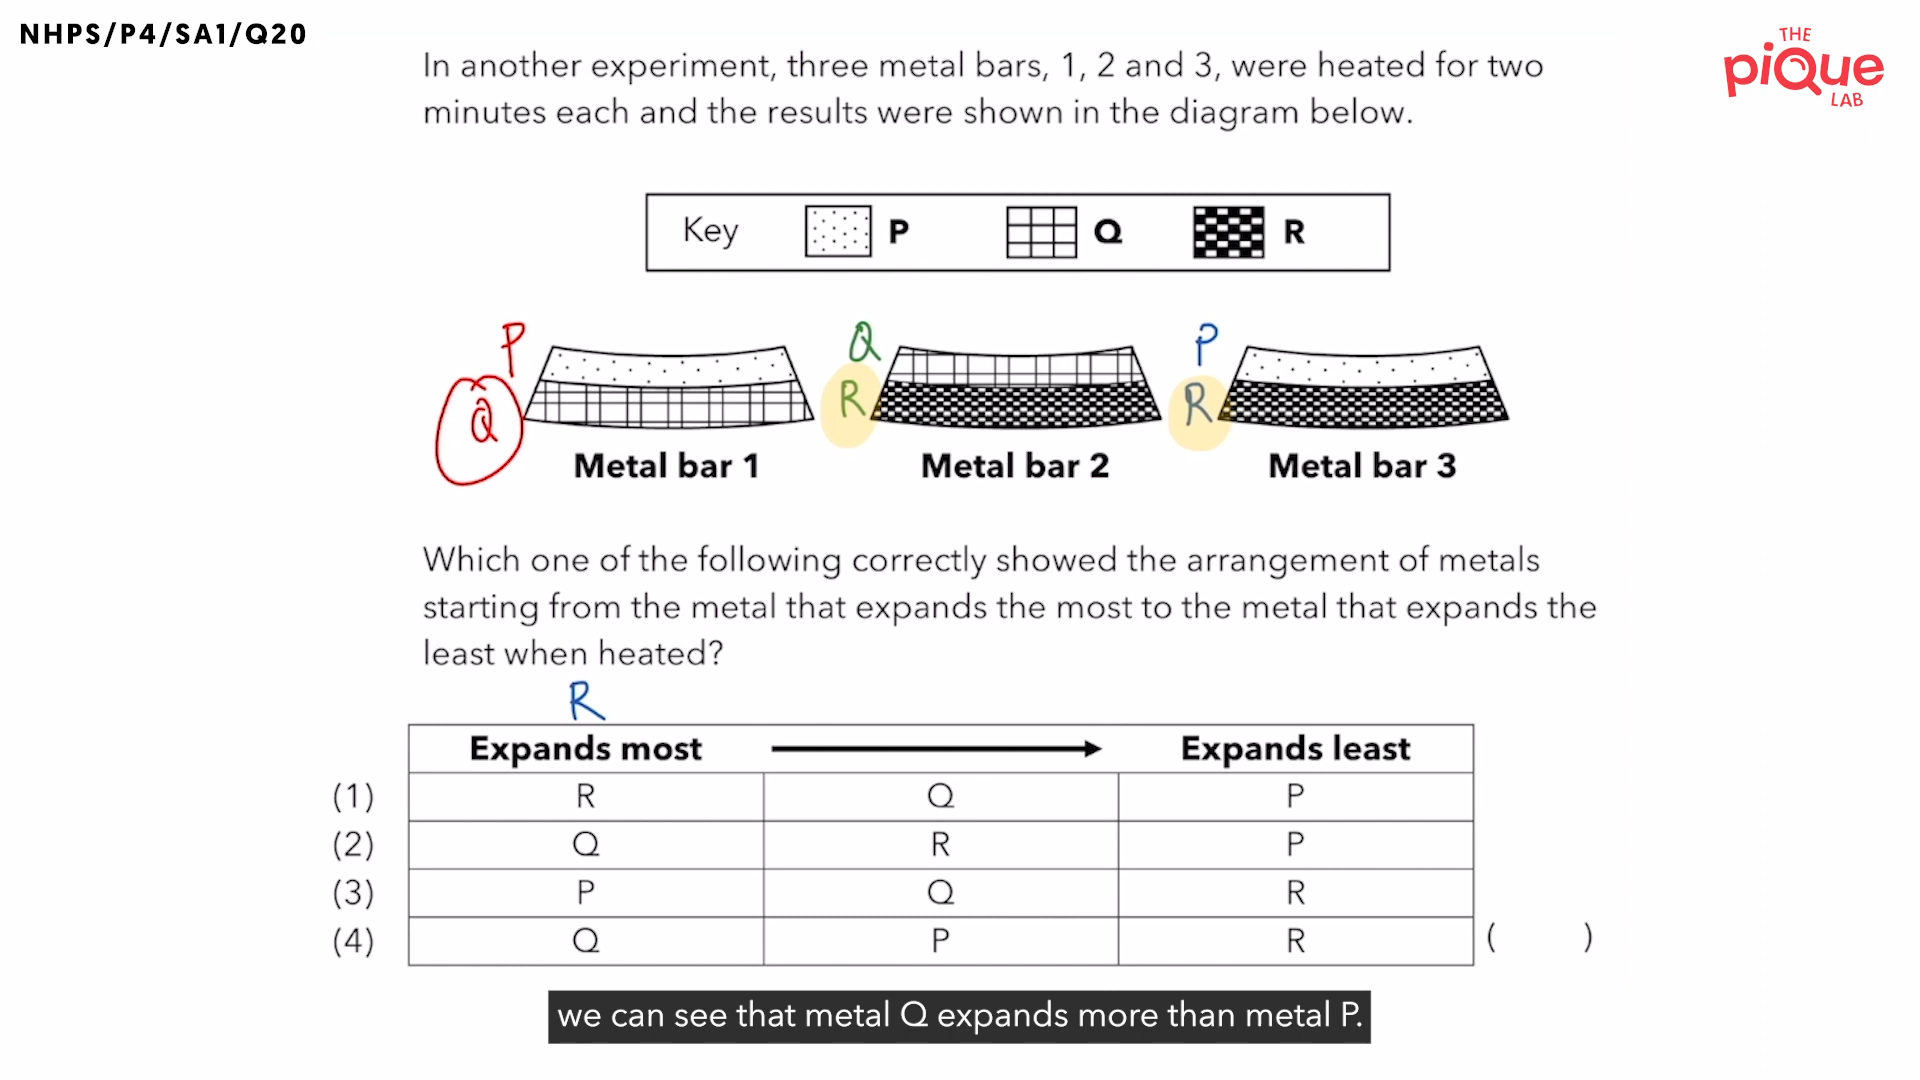 NHPS/P4/SA1/Q20
THE
piQue
LAB
In another experiment, three metal bars, 1, 2 and 3, were heated for two
minutes each and the results were shown in the diagram below.
Key P Q R
P
Q
Q
R
P
R
Metal bar 1 Metal bar 2 Metal bar 3
Which one of the following correctly showed the arrangement of metals
starting from the metal that expands the most to the metal that expands the
least when heated?
R
Expands most Expands least
(1) R Q P
(2) Q R P
(3) P Q R
(4) Q P R ( )
we can see that metal Q expands more than metal P.